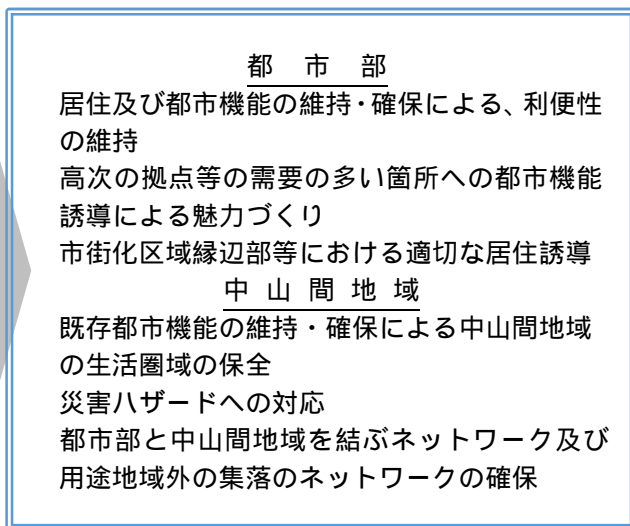 都 市 部
居住及び都市機能の維持・確保による、利便性
の維持
高次の拠点等の需要の多い箇所への都市機能
誘導による魅力づくり
市街化区域縁辺部等における適切な居住誘導
中 山 間 地 域
既存都市機能の維持・確保による中山間地域
の生活圏域の保全
災害ハザードへの対応
都市部と中山間地域を結ぶネットワーク及び
用途地域外の集落のネットワークの確保